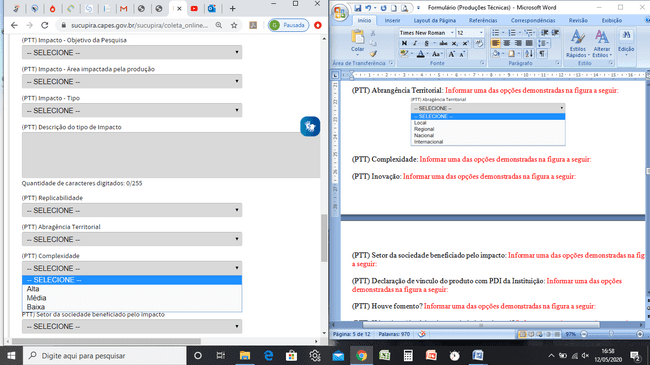 sucupira.capes.gov.br/sucupira/coleta_online...
Pausada
(PTT) Impacto - Objetivo da Pesquisa
-- SELECIONE --
(PTT) Impacto - Área impactada pela produção
-- SELECIONE --
(PTT) Impacto - Tipo
-- SELECIONE --
(PTT) Descrição do tipo de Impacto
Quantidade de caracteres digitados: 0/255
(PTT) Replicabilidade
-- SELECIONE --
(PTT) Abragência Territorial
-- SELECIONE --
(PTT) Complexidade
-- SELECIONE --
-- SELECIONE --
Alta
Média
Baixa
(PTT) Setor da sociedade beneficiado pelo impacto
-- SELECIONE --
Formulário (Produções Técnicas) - Microsoft Word
Início Inserir Layout da Página Referências Correspondências Revisão Exibição
Times New Roman 12
Colar
Estilos Rápidos Alterar Estilos Edição
Área de Transferência Fonte Parágrafo Estilo
(PTT) Abrangência Territorial: Informar uma das opções demonstradas na figura a seguir:
(PTT) Abragência Territorial
-- SELECIONE --
-- SELECIONE --
Local
Regional
Nacional
Internacional
(PTT) Complexidade: Informar uma das opções demonstradas na figura a seguir:
(PTT) Inovação: Informar uma das opções demonstradas na figura a seguir:
(PTT) Setor da sociedade beneficiado pelo impacto: Informar uma das opções demonstradas na fig
a seguir:
(PTT) Declaração de vínculo do produto com PDI da Instituição: Informar uma das opções
demonstradas na figura a seguir:
(PTT) Houve fomento? Informar uma das opções demonstradas na figura a seguir:
Página: 5 de 12 Palavras: 970 97%
Digite aqui para pesquisar
16:58
12/05/2020